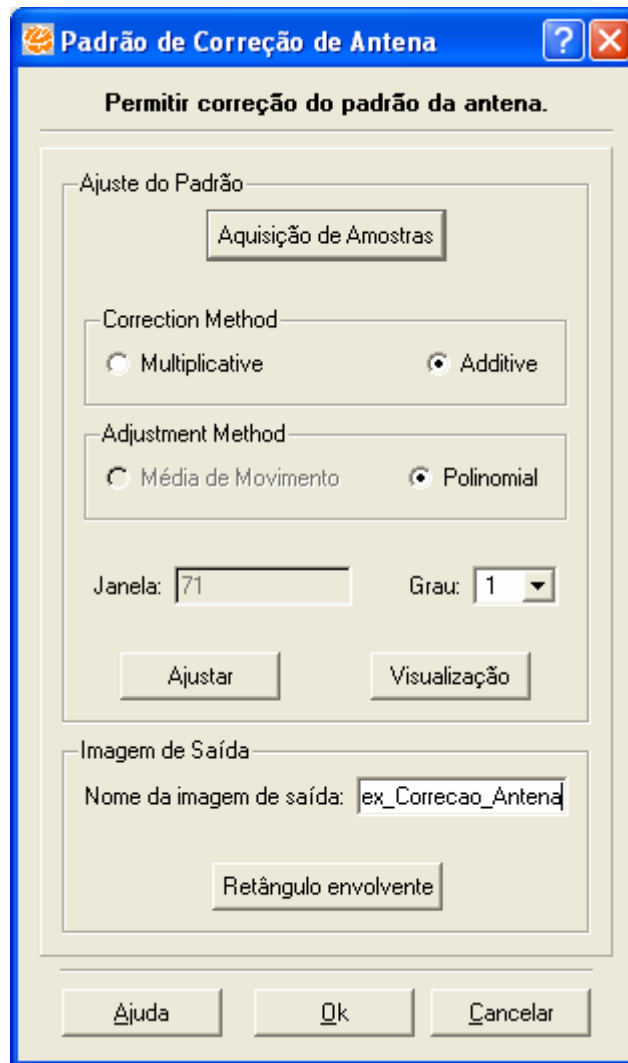 Padrão de Correção de Antena
Permitir correção do padrão da antena.
Ajuste do Padrão
Aquisição de Amostras
Correction Method
Multiplicative Additive
Adjustment Method
Média de Movimento Polinomial
Janela: 71 Grau: 1
Ajustar Visualização
Imagem de Saída
Nome da imagem de saída: ex_Correcao_Antena
Retângulo envolvente
Ajuda Ok Cancelar